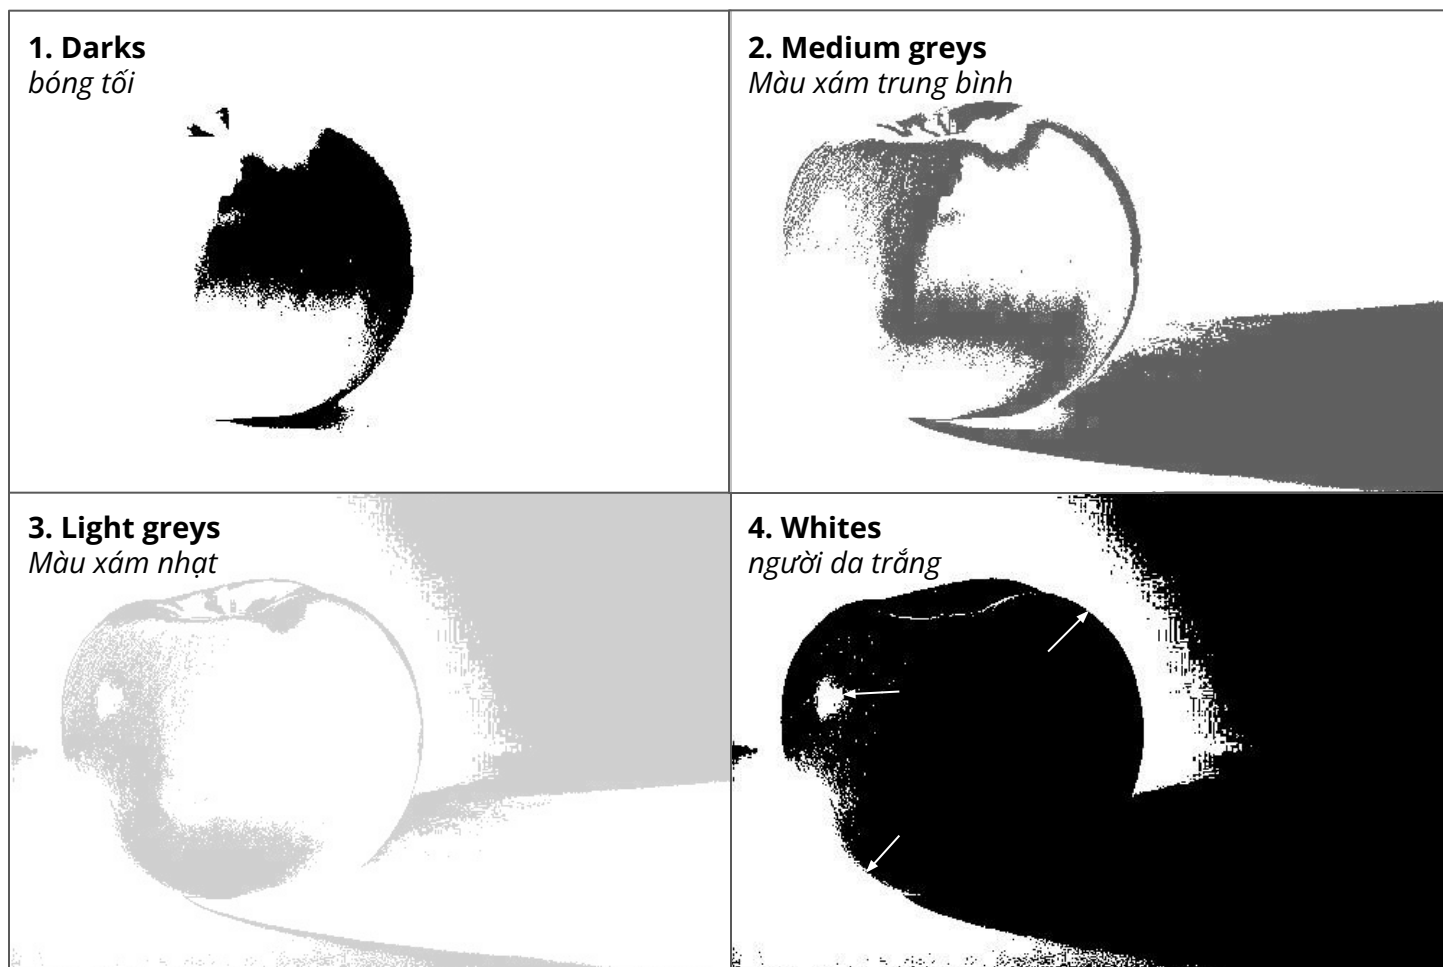 1. Darks
bóng tối
2. Medium greys
Màu xám trung bình
3. Light greys
Màu xám nhạt
4. Whites
người da trắng